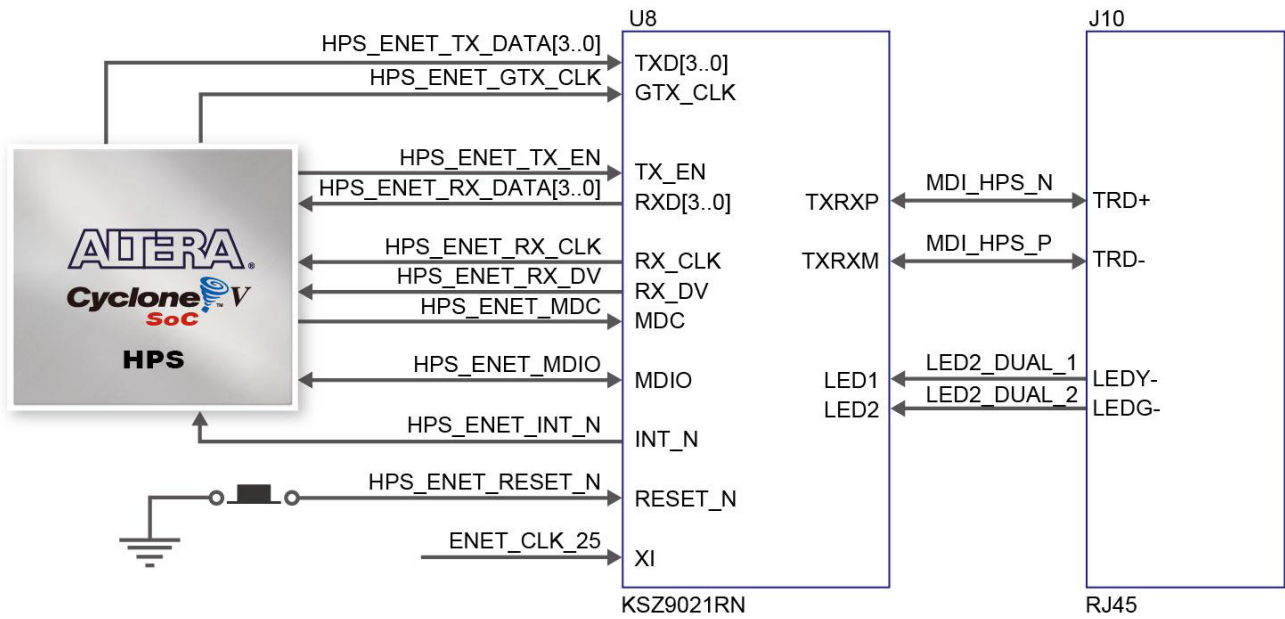 U8
J10
HPS_ENET_TX_DATA[3..0]
TXD[3..0]
HPS_ENET_GTX_CLK
GTX_CLK
HPS_ENET_TX_EN
TX_EN
HPS_ENET_RX_DATA[3..0]
RXD[3..0]
TXRXP
MDI_HPS_N
TRD+
ALTERA®
Cyclone™ V
SoC
HPS
HPS_ENET_RX_CLK
RX_CLK
TXRXM
MDI_HPS_P
TRD-
HPS_ENET_RX_DV
RX_DV
HPS_ENET_MDC
MDC
HPS_ENET_MDIO
MDIO
LED1
LED2_DUAL_1
LEDY-
LED2
LED2_DUAL_2
LEDG-
HPS_ENET_INT_N
INT_N
HPS_ENET_RESET_N
RESET_N
ENET_CLK_25
XI
KSZ9021RN
RJ45